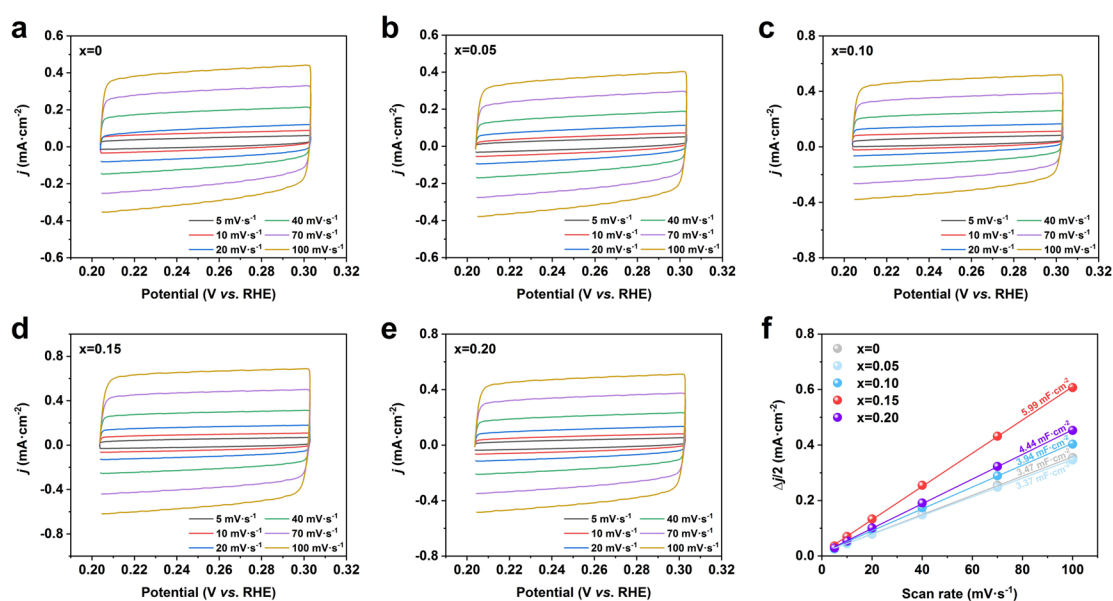 a
x=0
0.6
0.4
0.2
0.0
-0.2
-0.4
-0.6
j (mA·cm⁻²)
5 mV·s⁻¹ 40 mV·s⁻¹
10 mV·s⁻¹ 70 mV·s⁻¹
20 mV·s⁻¹ 100 mV·s⁻¹
0.20 0.22 0.24 0.26 0.28 0.30 0.32
Potential (V vs. RHE)
b
x=0.05
0.6
0.4
0.2
0.0
-0.2
-0.4
-0.6
j (mA·cm⁻²)
5 mV·s⁻¹ 40 mV·s⁻¹
10 mV·s⁻¹ 70 mV·s⁻¹
20 mV·s⁻¹ 100 mV·s⁻¹
0.20 0.22 0.24 0.26 0.28 0.30 0.32
Potential (V vs. RHE)
c
x=0.10
0.8
0.4
0.0
-0.4
-0.8
j (mA·cm⁻²)
5 mV·s⁻¹ 40 mV·s⁻¹
10 mV·s⁻¹ 70 mV·s⁻¹
20 mV·s⁻¹ 100 mV·s⁻¹
0.20 0.22 0.24 0.26 0.28 0.30 0.32
Potential (V vs. RHE)
d
x=0.15
0.8
0.4
0.0
-0.4
-0.8
j (mA·cm⁻²)
5 mV·s⁻¹ 40 mV·s⁻¹
10 mV·s⁻¹ 70 mV·s⁻¹
20 mV·s⁻¹ 100 mV·s⁻¹
0.20 0.22 0.24 0.26 0.28 0.30 0.32
Potential (V vs. RHE)
e
x=0.20
0.8
0.4
0.0
-0.4
-0.8
j (mA·cm⁻²)
5 mV·s⁻¹ 40 mV·s⁻¹
10 mV·s⁻¹ 70 mV·s⁻¹
20 mV·s⁻¹ 100 mV·s⁻¹
0.20 0.22 0.24 0.26 0.28 0.30 0.32
Potential (V vs. RHE)
f
x=0
x=0.05
x=0.10
x=0.15
x=0.20
0.8
0.6
0.4
0.2
0.0
Δj/2 (mA·cm⁻²)
5.99 mF·cm⁻²
4.44 mF·cm⁻²
3.94 mF·cm⁻²
3.47 mF·cm⁻²
3.37 mF·cm⁻²
0 20 40 60 80 100
Scan rate (mV·s⁻¹)